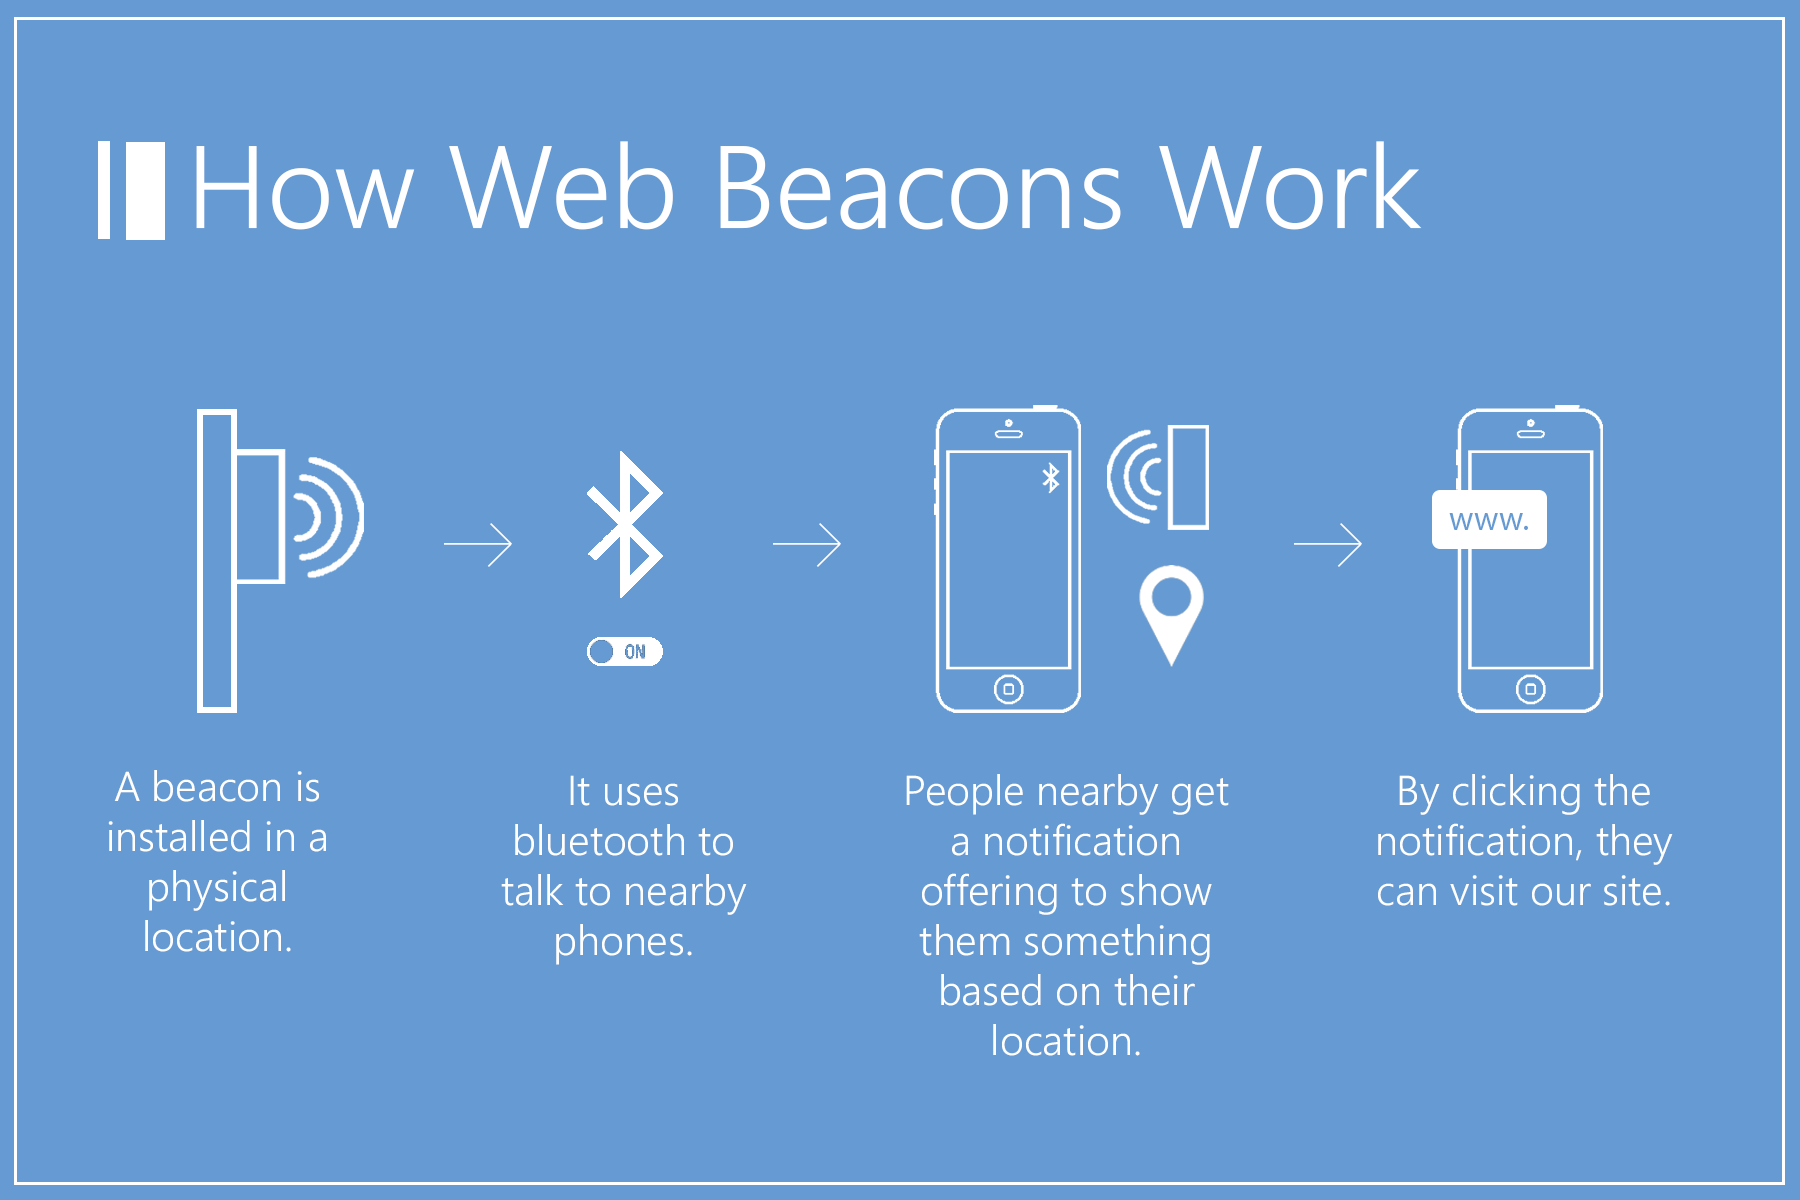 How Web Beacons Work
www.
ON
A beacon is
installed in a
physical
location.
It uses
bluetooth to
talk to nearby
phones.
People nearby get
a notification
offering to show
them something
based on their
location.
By clicking the
notification, they
can visit our site.